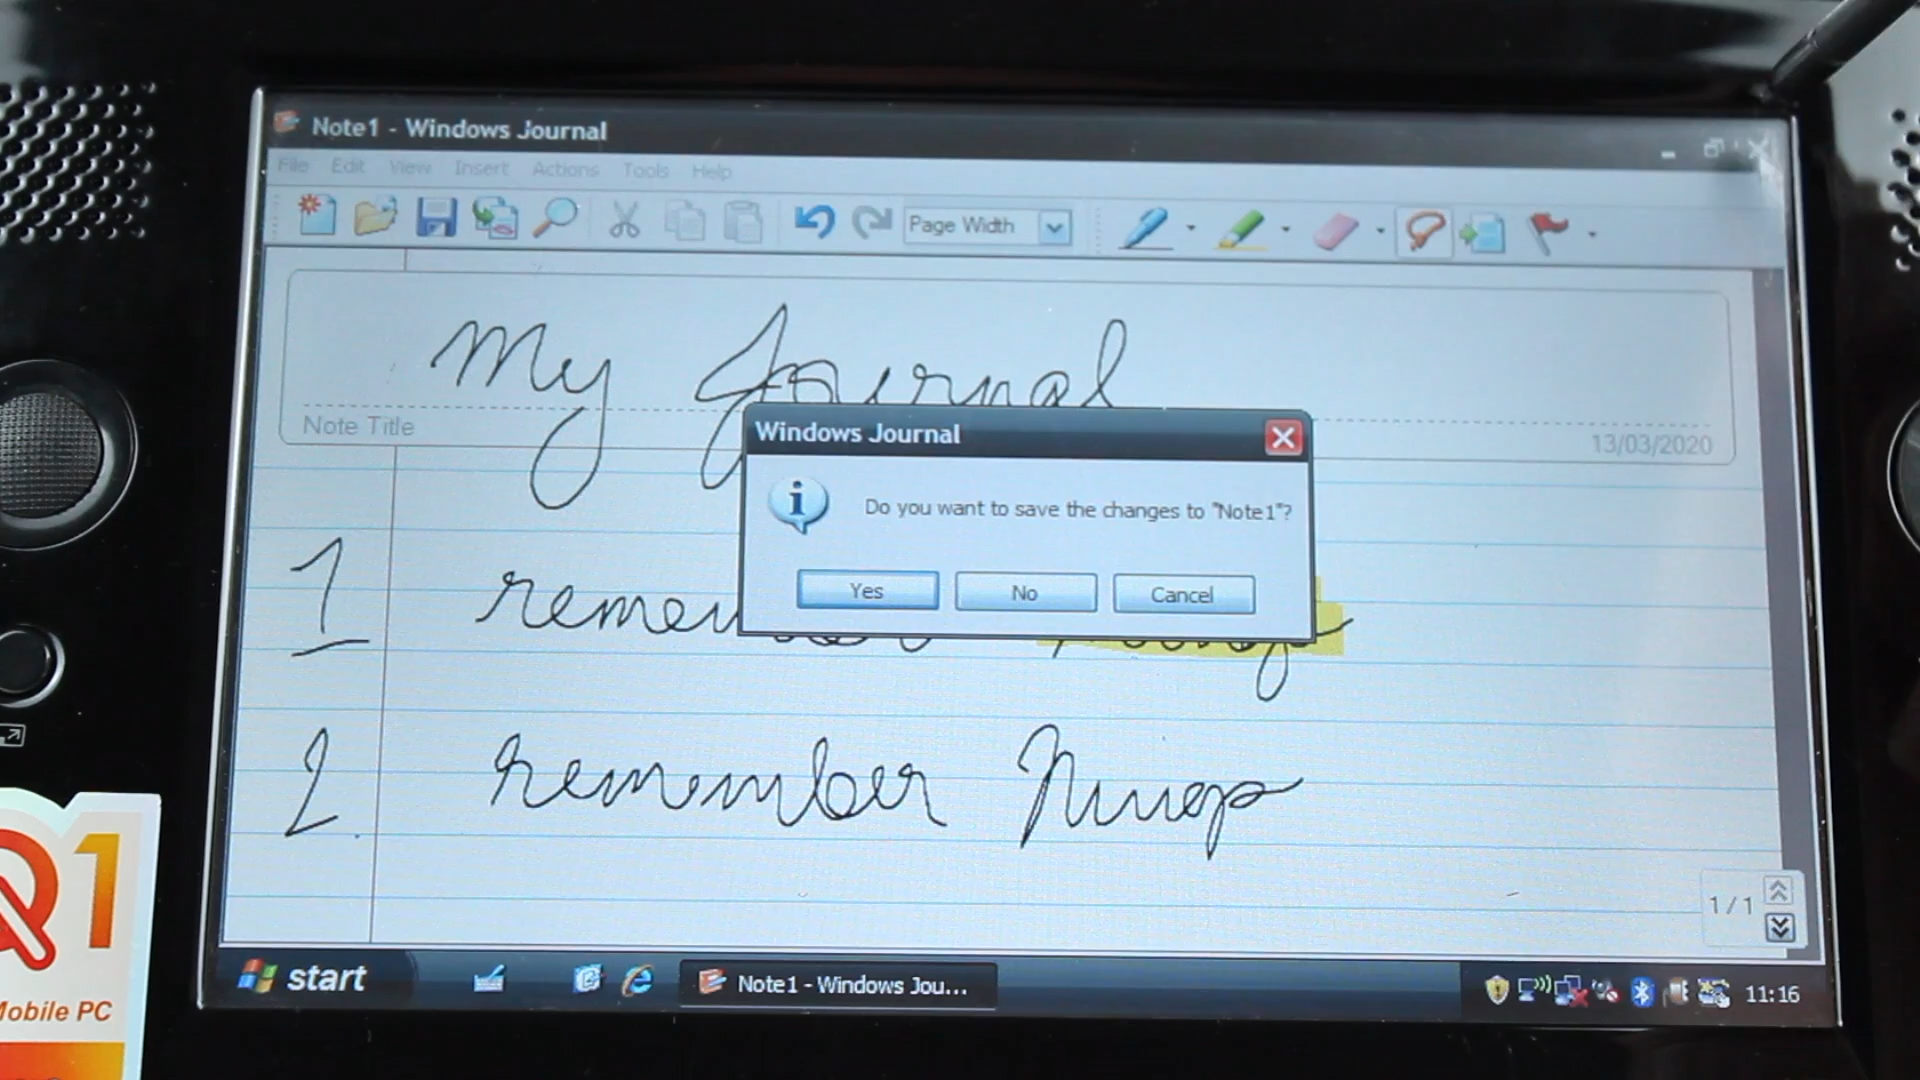 Note1 - Windows Journal
File Edit View Insert Actions Tools Help
Page Width
My Journal
Note Title
13/03/2020
Windows Journal
Do you want to save the changes to "Note1"?
Yes No Cancel
1 remember
2 remember
1 / 1
start
Note1 - Windows Jou...
11:16
Q1
Mobile PC